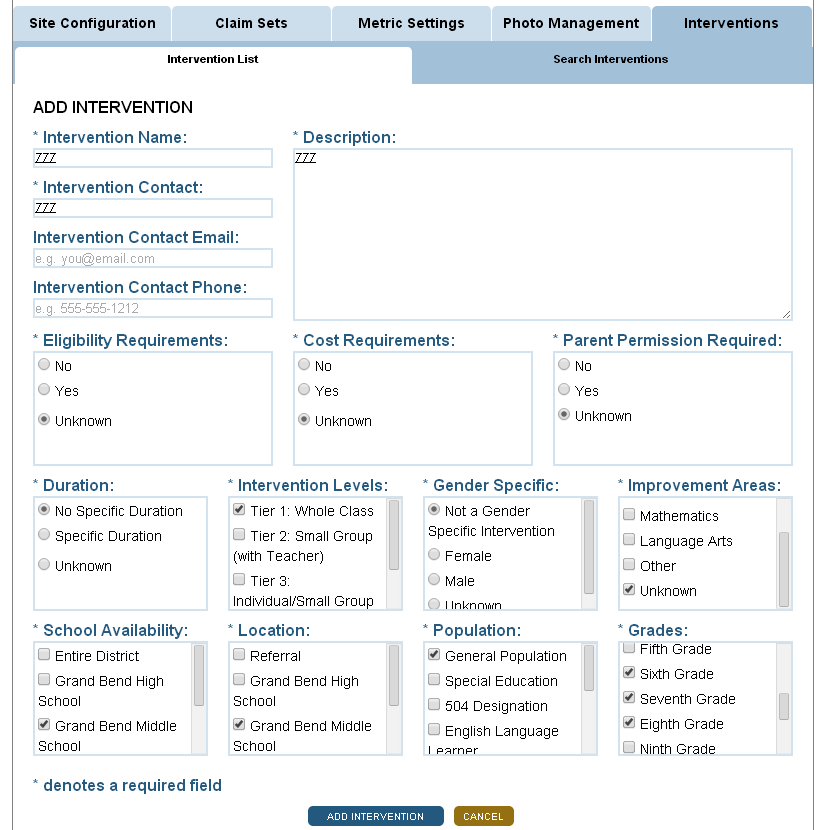 Site Configuration Claim Sets Metric Settings Photo Management Interventions
Intervention List Search Interventions
ADD INTERVENTION
* Intervention Name: * Description:
777 777
* Intervention Contact:
777
Intervention Contact Email:
e.g. you@email.com
Intervention Contact Phone:
e.g. 555-555-1212
* Eligibility Requirements: * Cost Requirements: * Parent Permission Required:
No No No
Yes Yes Yes
Unknown Unknown Unknown
* Duration: * Intervention Levels: * Gender Specific: * Improvement Areas:
No Specific Duration Tier 1: Whole Class Not a Gender Mathematics
Specific Duration Tier 2: Small Group Specific Intervention Language Arts
Unknown (with Teacher) Female Other
Tier 3: Male Unknown
Individual/Small Group Unknown
* School Availability: * Location: * Population: * Grades:
Entire District Referral General Population Fifth Grade
Grand Bend High Grand Bend High Special Education Sixth Grade
School School 504 Designation Seventh Grade
Grand Bend Middle Grand Bend Middle English Language Eighth Grade
School School Learner Ninth Grade
* denotes a required field
ADD INTERVENTION CANCEL